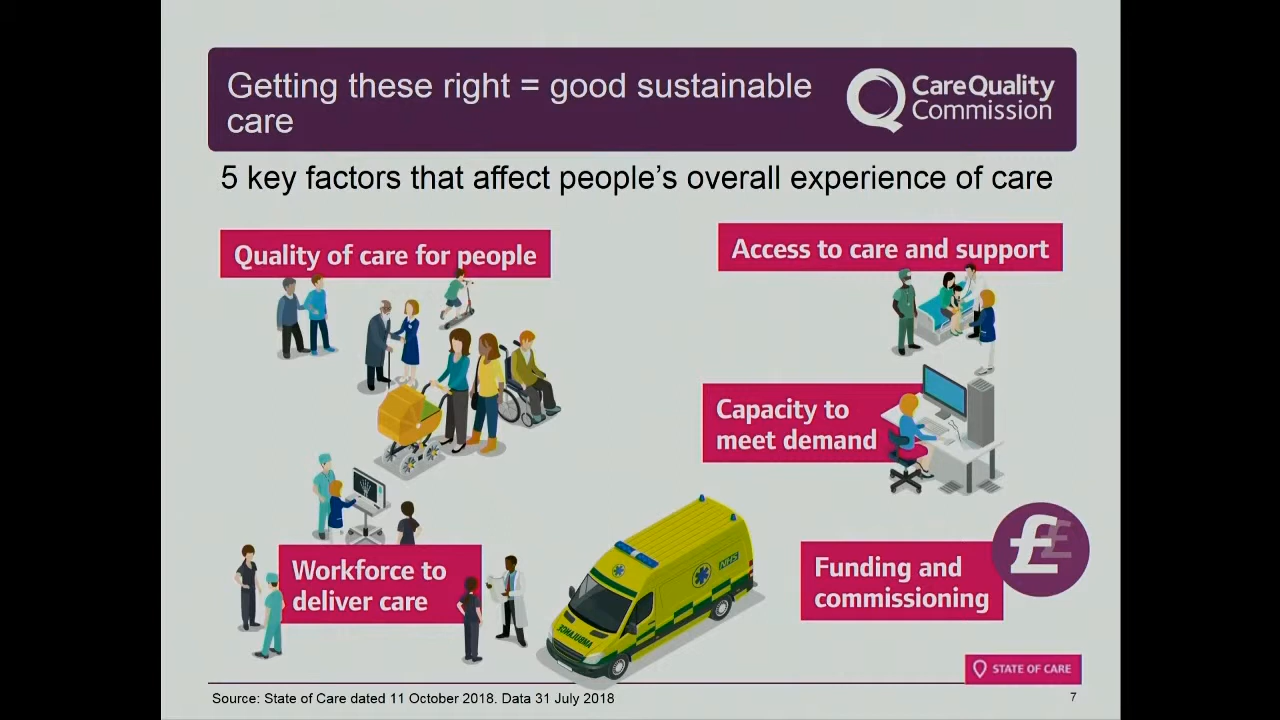 Getting these right = good sustainable
care
CareQuality
Commission
5 key factors that affect people's overall experience of care
Quality of care for people
Access to care and support
Capacity to
meet demand
Workforce to
deliver care
NHS
AMBULANCE
Funding and
commissioning
£
STATE OF CARE
Source: State of Care dated 11 October 2018. Data 31 July 2018
7